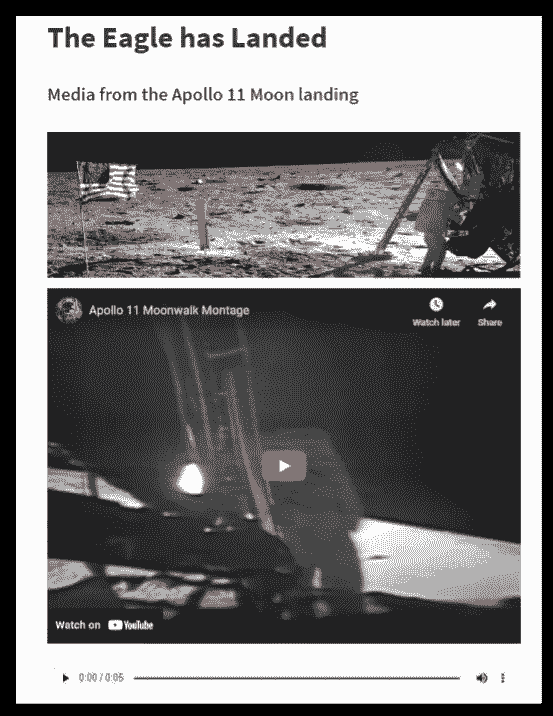 The Eagle has Landed
Media from the Apollo 11 Moon landing
Apollo 11 Moonwalk Montage
Watch later
Share
Watch on YouTube
0:00 / 0:05